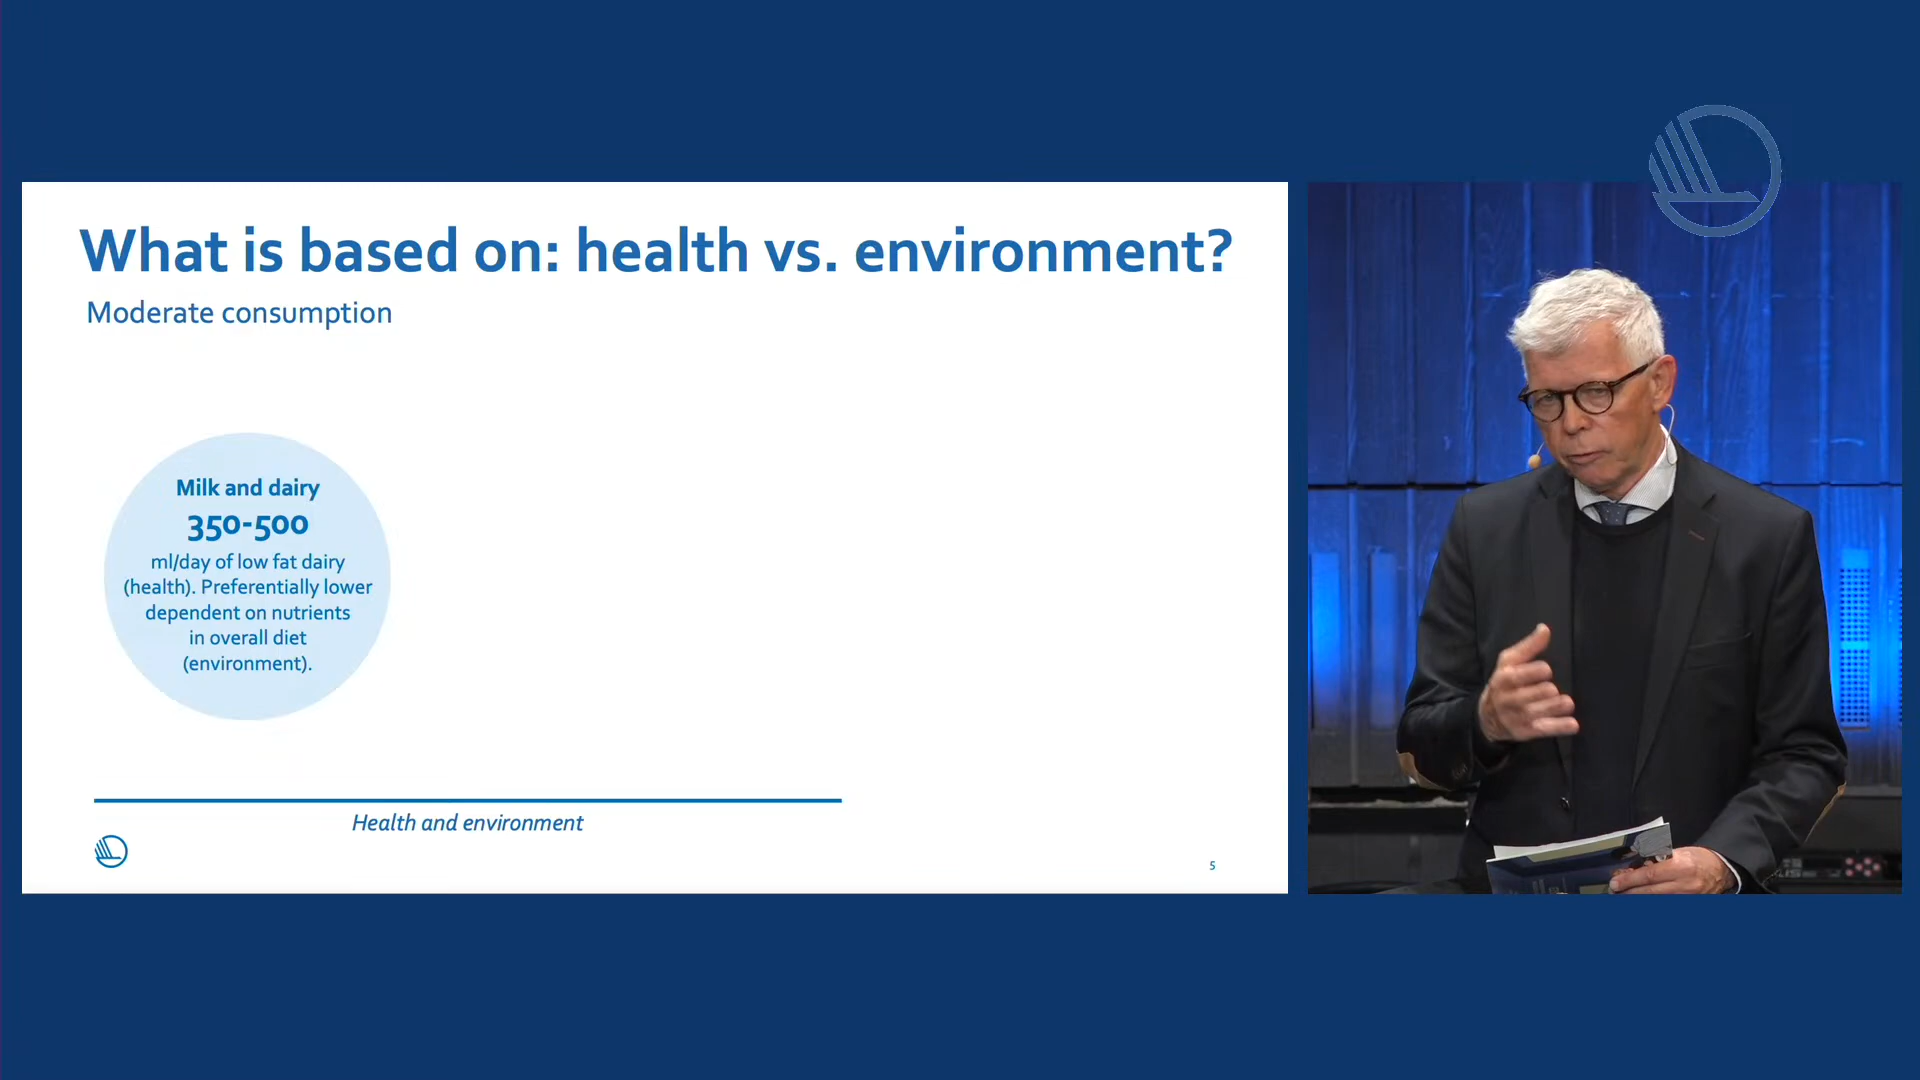 What is based on: health vs. environment?
Moderate consumption
Milk and dairy
350-500
ml/day of low fat dairy
(health). Preferentially lower
dependent on nutrients
in overall diet
(environment).
Health and environment
5